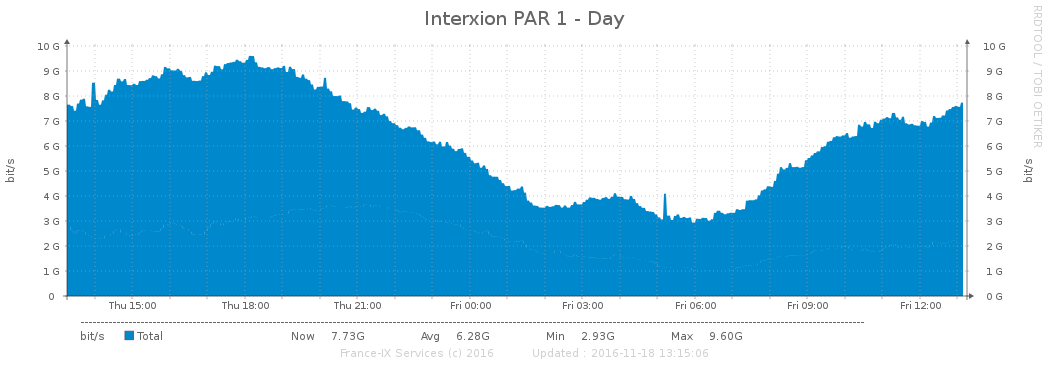 Interxion PAR 1 - Day
RRDTOOL / TOBI OETIKER
bit/s
10 G
9 G
8 G
7 G
6 G
5 G
4 G
3 G
2 G
1 G
0
10 G
9 G
8 G
7 G
6 G
5 G
4 G
3 G
2 G
1 G
0 G
bit/s
Thu 15:00 Thu 18:00 Thu 21:00 Fri 00:00 Fri 03:00 Fri 06:00 Fri 09:00 Fri 12:00
bit/s Total Now 7.73G Avg 6.28G Min 2.93G Max 9.60G
France-IX Services (c) 2016 Updated : 2016-11-18 13:15:06